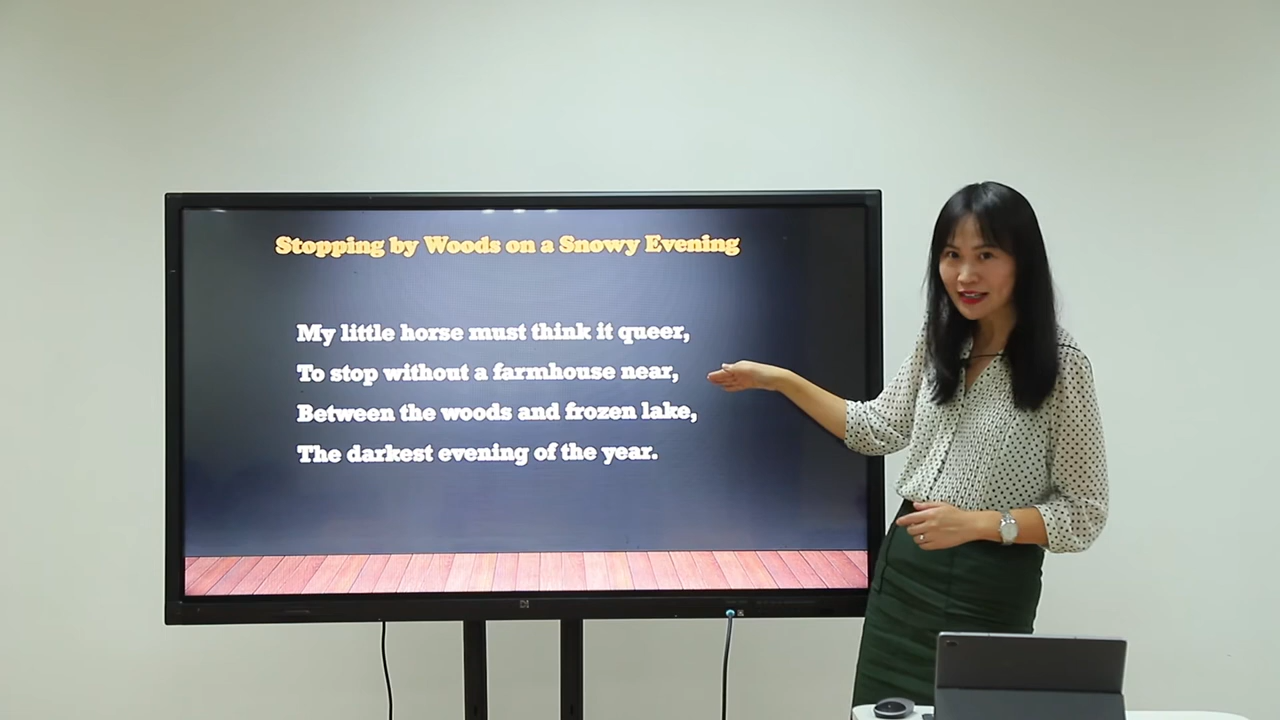 Stopping by Woods on a Snowy Evening
My little horse must think it queer,
To stop without a farmhouse near,
Between the woods and frozen lake,
The darkest evening of the year.